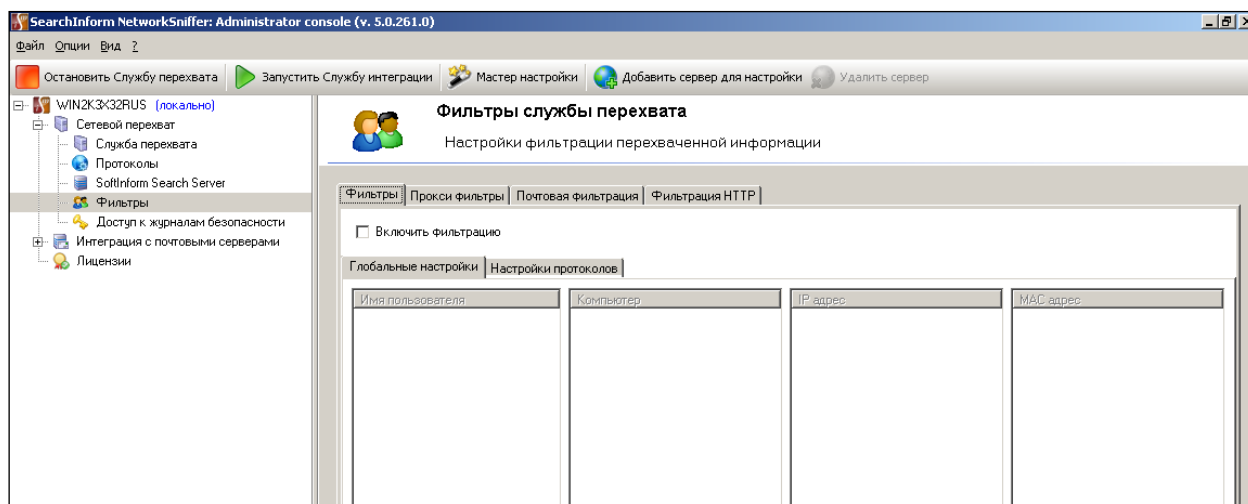 SearchInform NetworkSniffer: Administrator console (v. 5.0.261.0)
Файл Опции Вид ?
Остановить Службу перехвата Запустить Службу интеграции Мастер настройки Добавить сервер для настройки Удалить сервер
WIN2K3X32RUS (локально)
Сетевой перехват
Служба перехвата
Протоколы
SoftInform Search Server
Фильтры
Доступ к журналам безопасности
Интеграция с почтовыми серверами
Лицензии
Фильтры службы перехвата
Настройки фильтрации перехваченной информации
Фильтры Прокси фильтры Почтовая фильтрация Фильтрация HTTP
Включить фильтрацию
Глобальные настройки Настройки протоколов
Имя пользователя Компьютер IP адрес MAC адрес